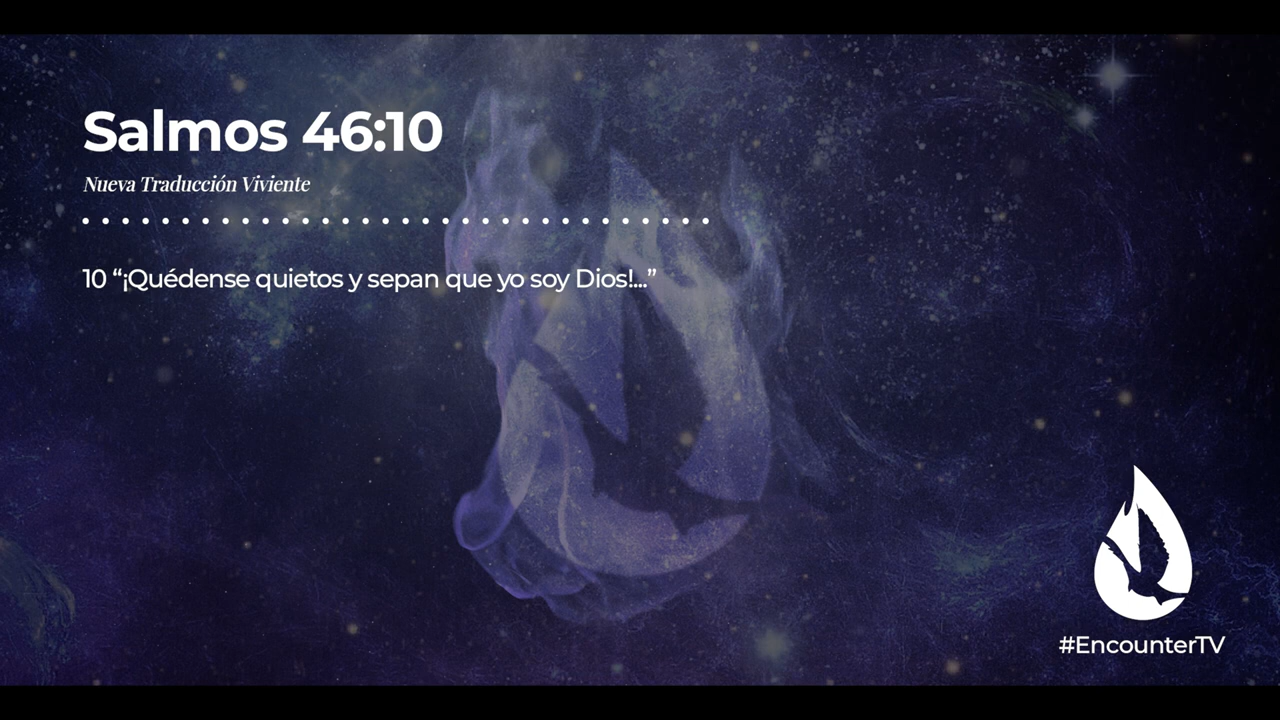 Salmos 46:10
Nueva Traducción Viviente
10 “¡Quédense quietos y sepan que yo soy Dios!...”
#EncounterTV